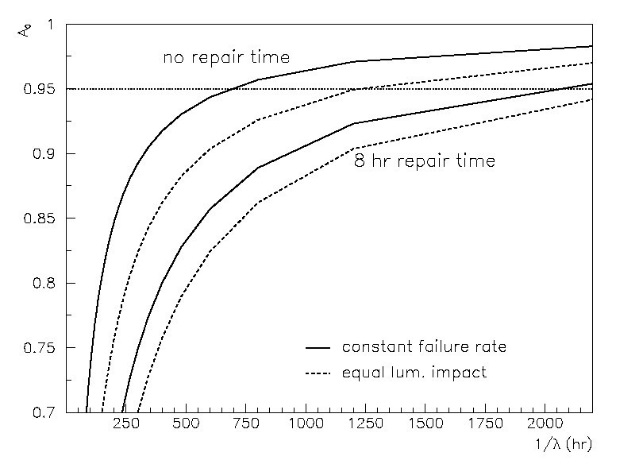 1
A₀
no repair time
0.95
0.9
8 hr repair time
0.85
0.8
0.75
constant failure rate
equal lum. impact
0.7
250 500 750 1000 1250 1500 1750 2000
1/λ (hr)